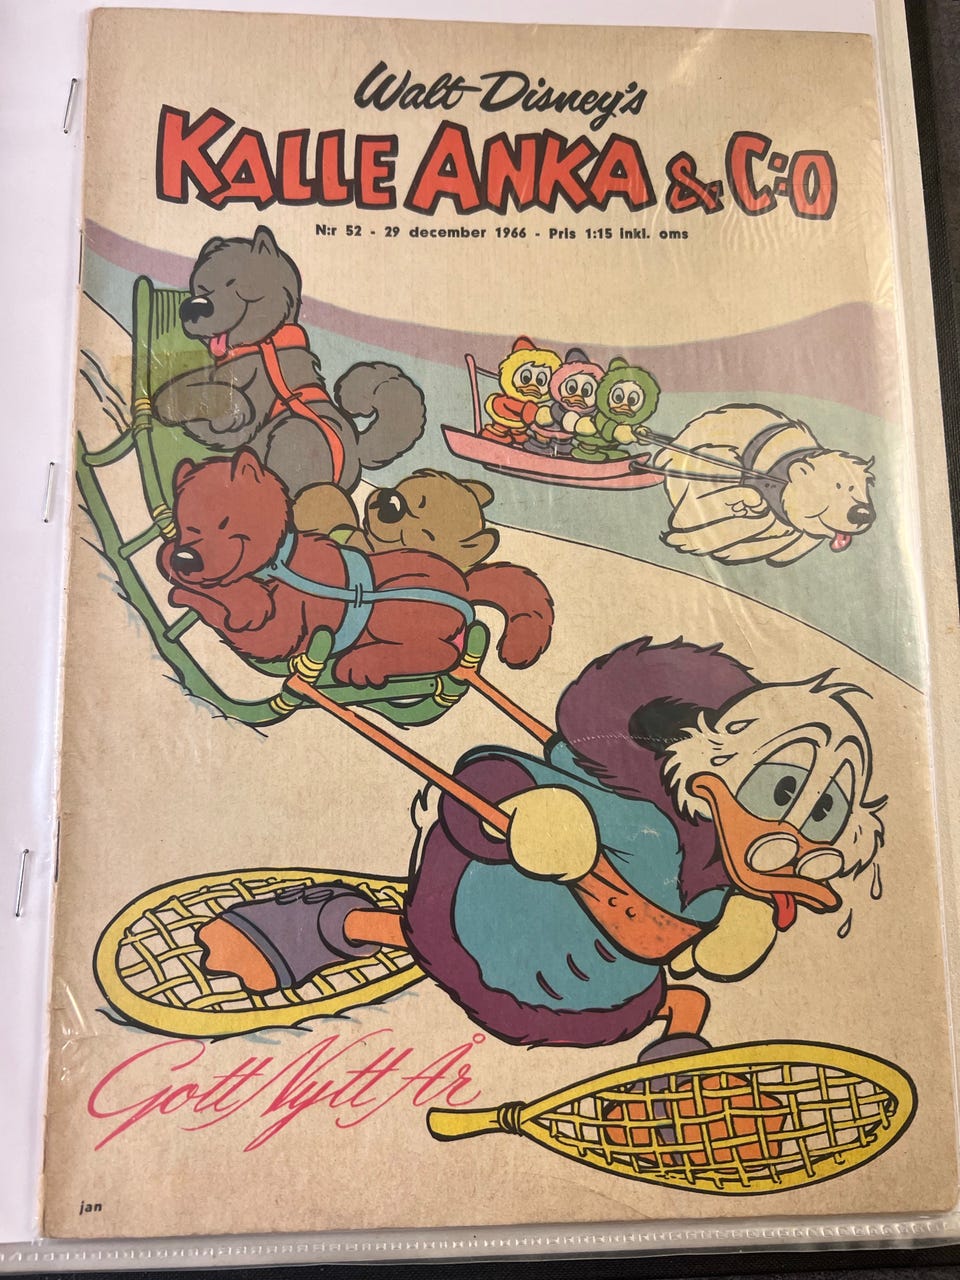 Walt Disney's
KALLE ANKA & C:O
N:r 52 - 29 december 1966 - Pris 1:15 inkl. oms
Gott Nytt År
jan